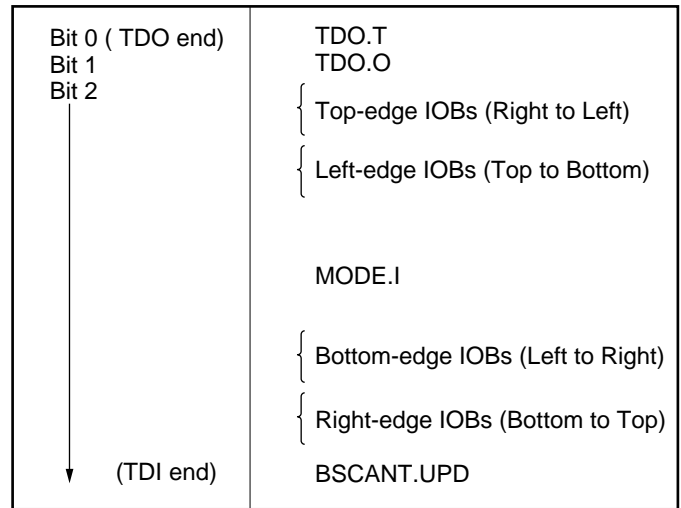 Bit 0 ( TDO end) TDO.T
Bit 1 TDO.O
Bit 2
Top-edge IOBs (Right to Left)
Left-edge IOBs (Top to Bottom)
MODE.I
Bottom-edge IOBs (Left to Right)
Right-edge IOBs (Bottom to Top)
(TDI end) BSCANT.UPD